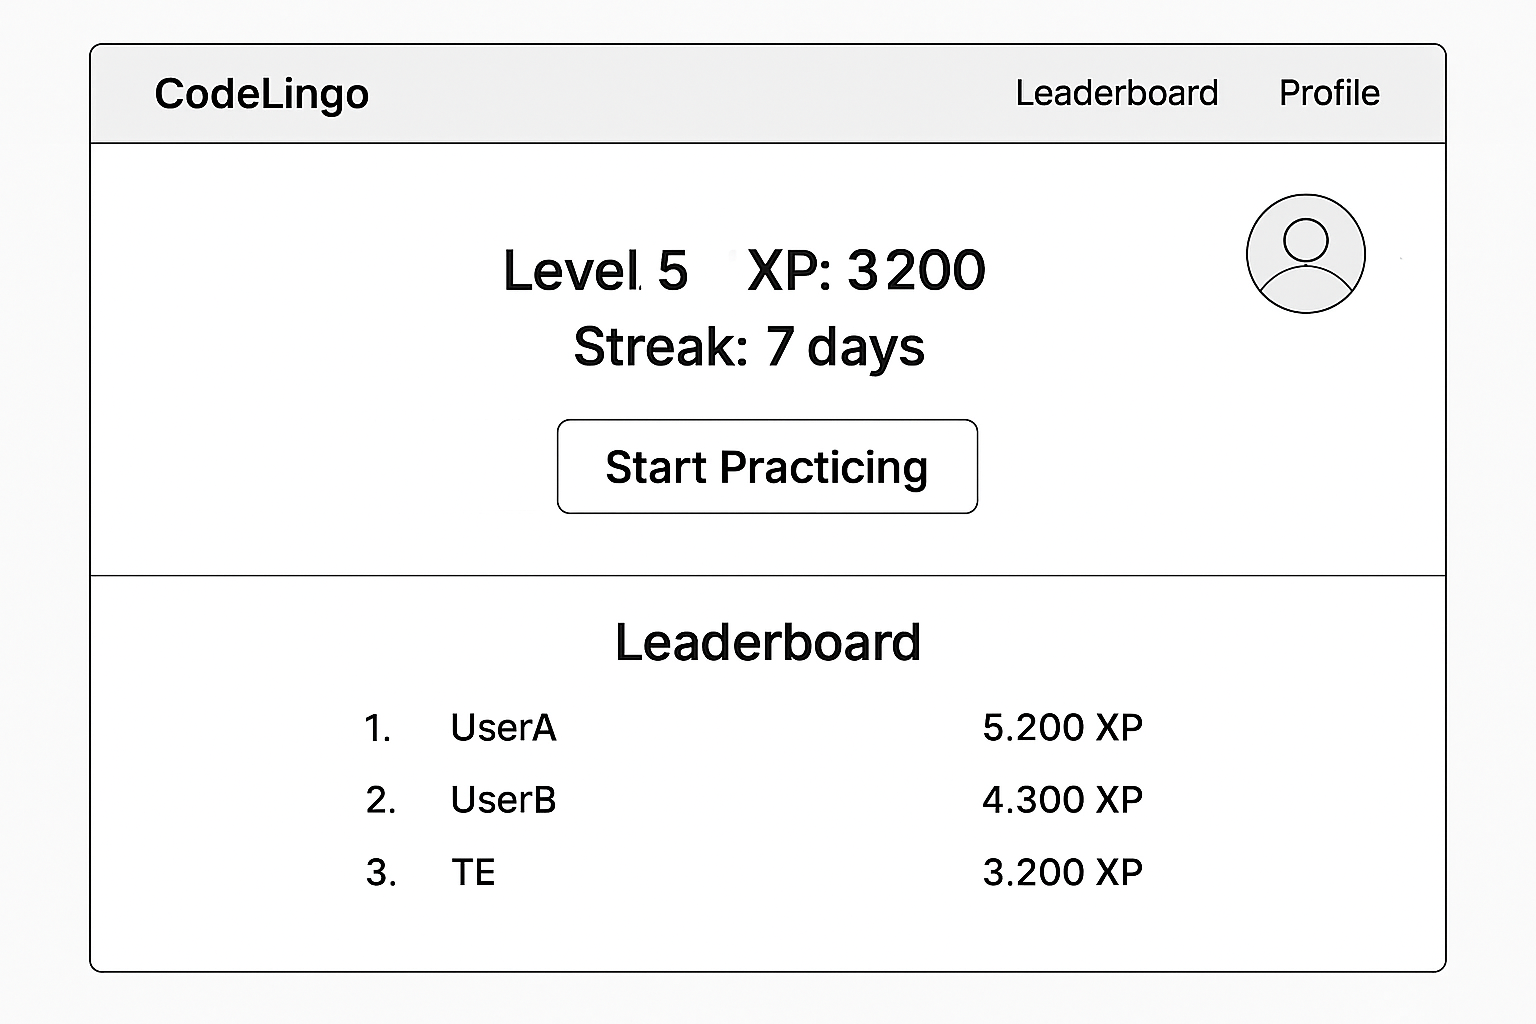 CodeLingo Leaderboard Profile
Level 5 XP: 3200
Streak: 7 days
Start Practicing
Leaderboard
1. UserA 5.200 XP
2. UserB 4.300 XP
3. TE 3.200 XP